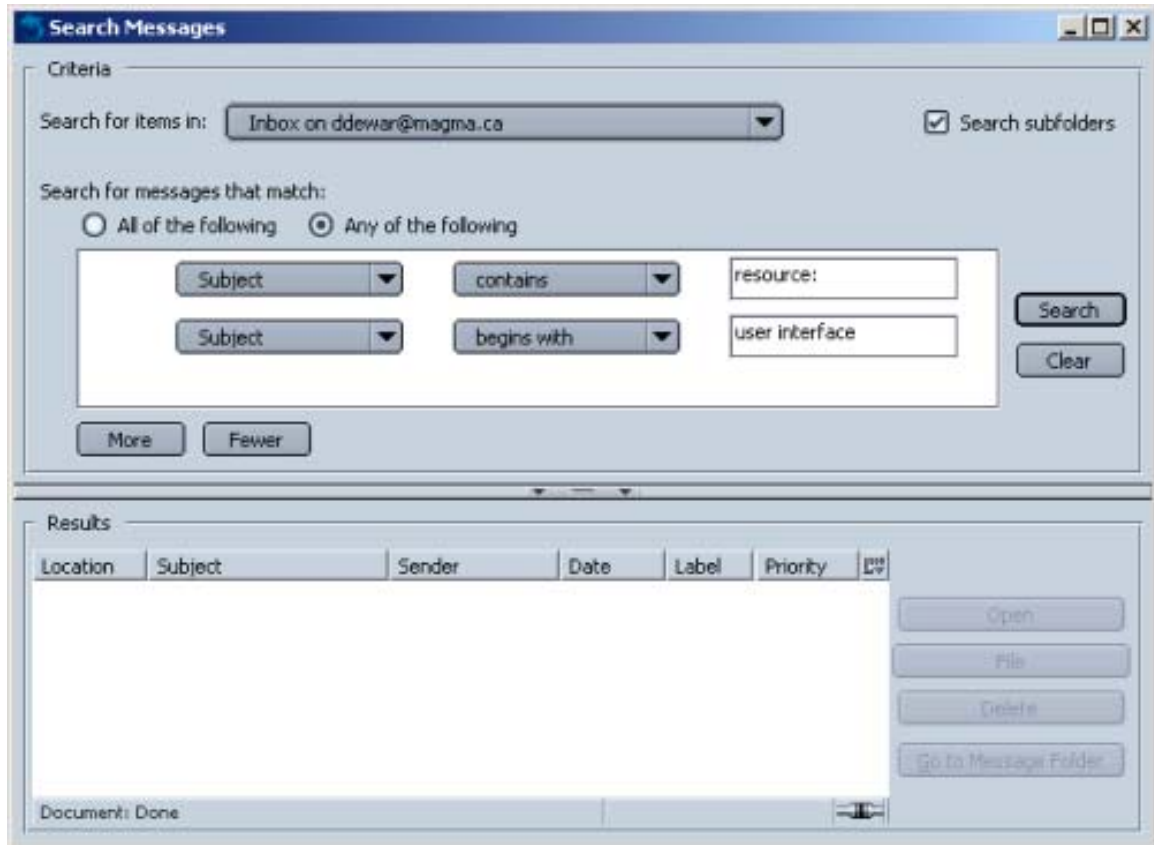 Search Messages
Criteria
Search for items in: Inbox on ddewar@magma.ca Search subfolders
Search for messages that match:
All of the following Any of the following
Subject contains resource:
Search
Subject begins with user interface
Clear
More Fewer
Results
Location Subject Sender Date Label Priority
Open
File
Delete
Go to Message Folder
Document: Done